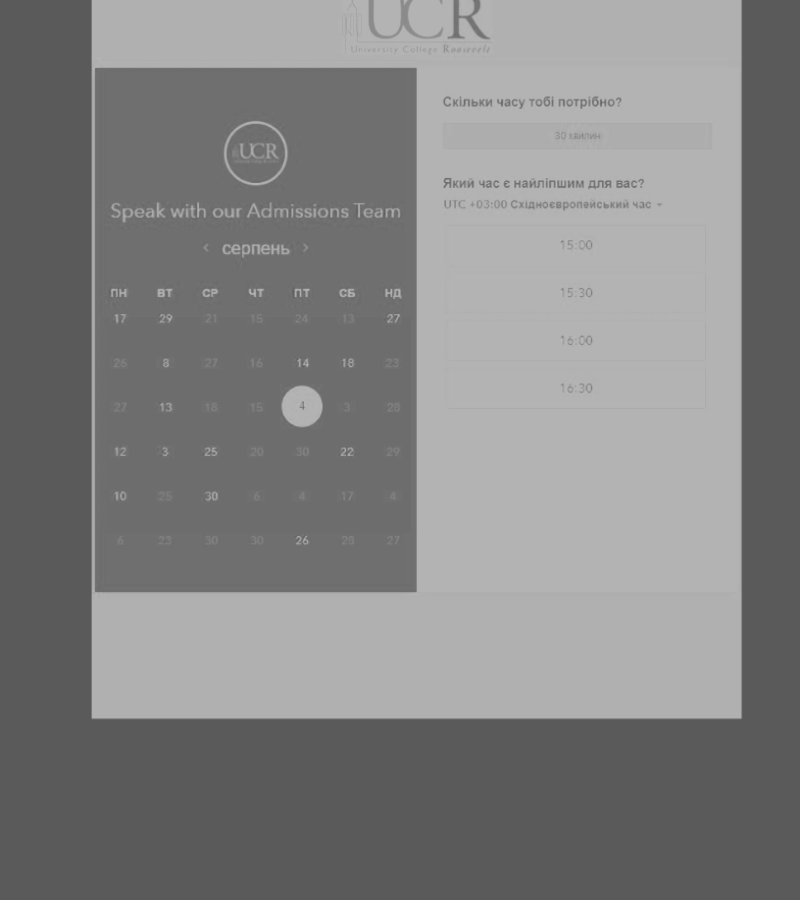 UCR
University College Roosevelt
UCR
Speak with our Admissions Team
‹ серпень ›
ПН ВТ СР ЧТ ПТ СБ НД
17 29 21 15 24 13 27
26 8 27 16 14 18 23
27 13 18 15 4 3 28
12 3 25 20 30 22 29
10 25 30 6 4 17 4
6 23 30 30 26 28 27
Скільки часу тобі потрібно?
30 хвилин
Який час є найліпшим для вас?
UTC +03:00 Східноєвропейський час
15:00
15:30
16:00
16:30